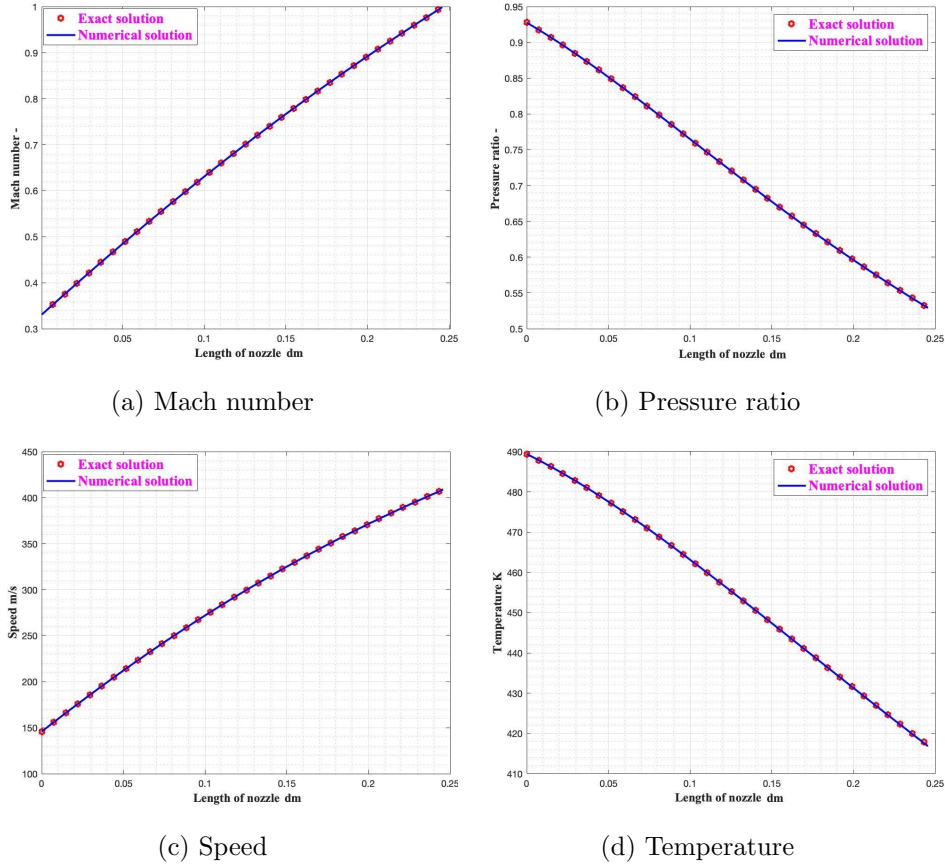 Exact solution
Numerical solution
Mach number -
1
0.9
0.8
0.7
0.6
0.5
0.4
0.3
0.05
0.1
0.15
0.2
0.25
Length of nozzle dm
(a) Mach number
Exact solution
Numerical solution
Pressure ratio -
0.95
0.9
0.85
0.8
0.75
0.7
0.65
0.6
0.55
0.5
0
0.05
0.1
0.15
0.2
0.25
Length of nozzle dm
(b) Pressure ratio
Exact solution
Numerical solution
Speed m/s
450
400
350
300
250
200
150
100
0
0.05
0.1
0.15
0.2
0.25
Length of nozzle dm
(c) Speed
Exact solution
Numerical solution
Temperature K
490
480
470
460
450
440
430
420
410
0
0.05
0.1
0.15
0.2
0.25
Length of nozzle dm
(d) Temperature